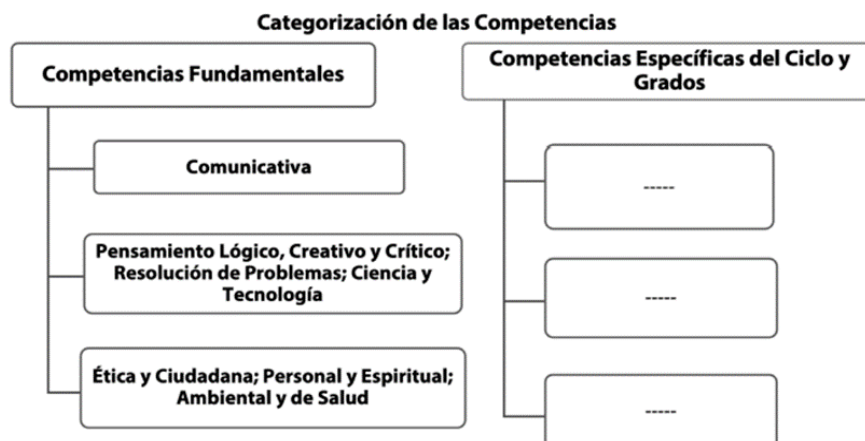 Categorización de las Competencias
Competencias Fundamentales
Comunicativa
Pensamiento Lógico, Creativo y Crítico;
Resolución de Problemas; Ciencia y
Tecnología
Ética y Ciudadana; Personal y Espiritual;
Ambiental y de Salud
Competencias Específicas del Ciclo y
Grados
-----
-----
-----